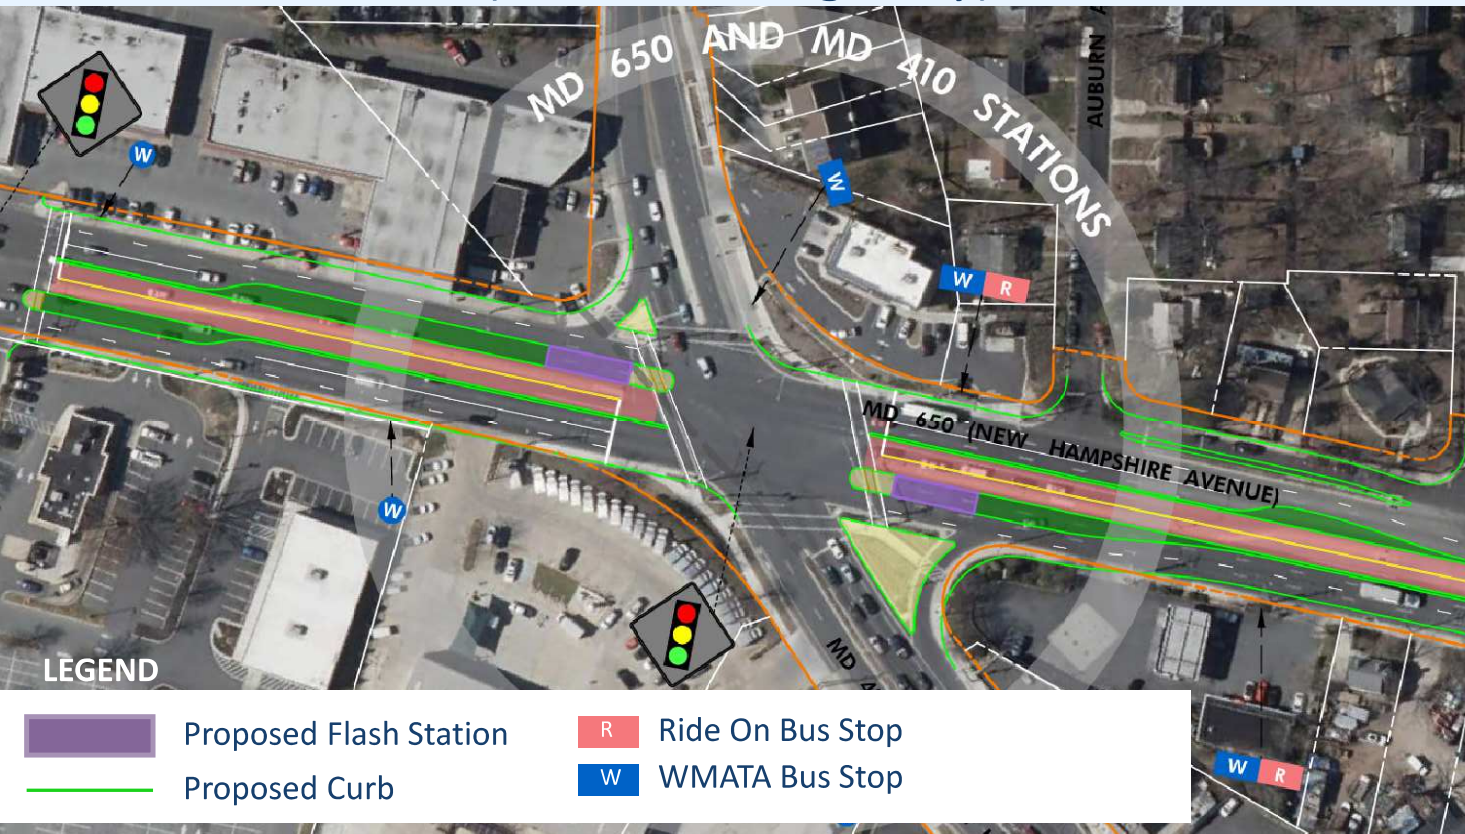 MD 650 AND MD 410 STATIONS
AUBURN
W
W
W R
MD 650 (NEW HAMPSHIRE AVENUE)
W
MD
LEGEND
Proposed Flash Station
R Ride On Bus Stop
Proposed Curb
W WMATA Bus Stop
W R